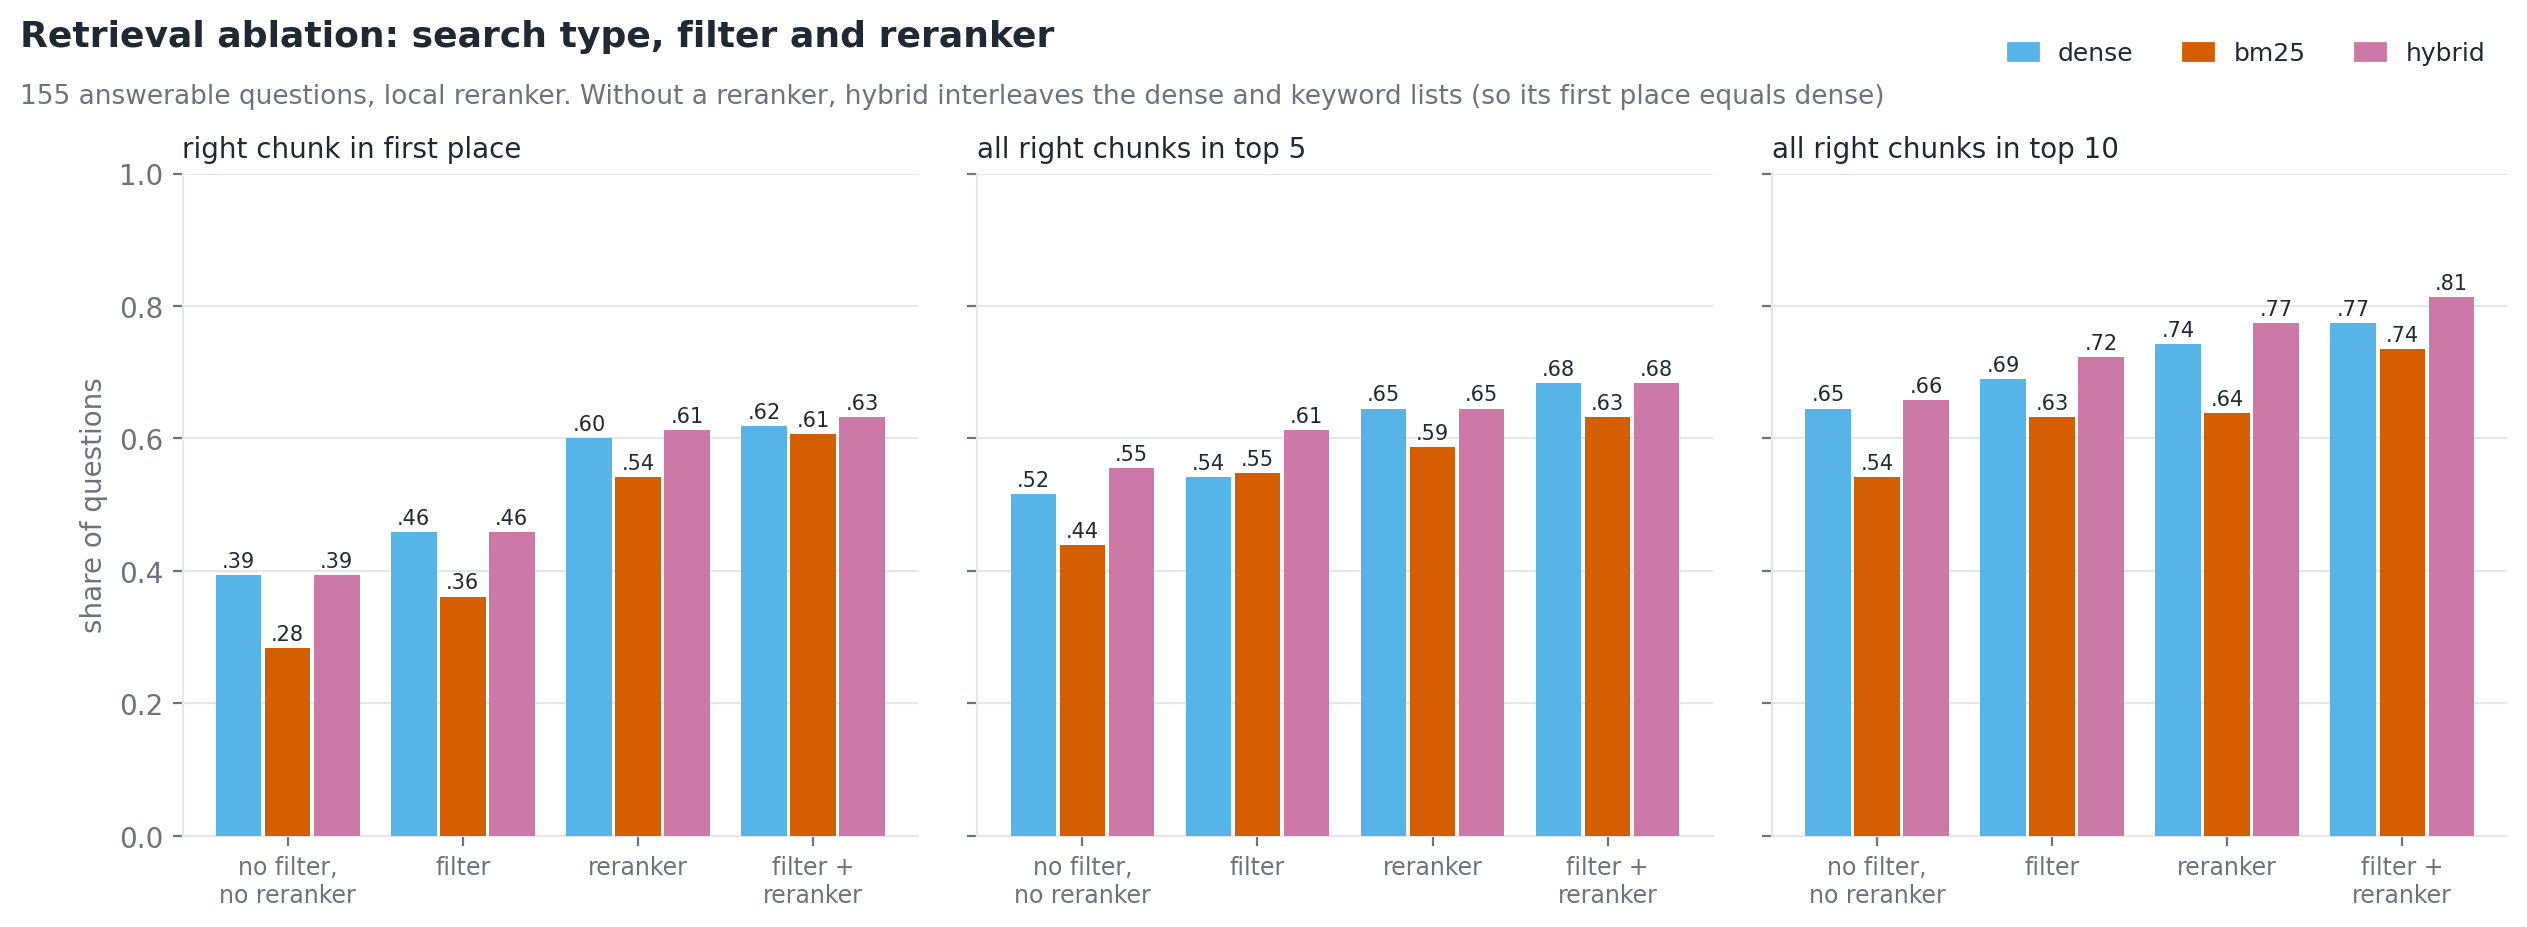 Retrieval ablation: search type, filter and reranker
dense bm25 hybrid
155 answerable questions, local reranker. Without a reranker, hybrid interleaves the dense and keyword lists (so its first place equals dense)
right chunk in first place
share of questions
1.0
0.8
0.6
0.4
0.2
0.0
.39 .28 .39
.46 .36 .46
.60 .54 .61
.62 .61 .63
no filter,
no reranker
filter
reranker
filter +
reranker
all right chunks in top 5
.52 .44 .55
.54 .55 .61
.65 .59 .65
.68 .63 .68
no filter,
no reranker
filter
reranker
filter +
reranker
all right chunks in top 10
.65 .54 .66
.69 .63 .72
.74 .64 .77
.77 .74 .81
no filter,
no reranker
filter
reranker
filter +
reranker